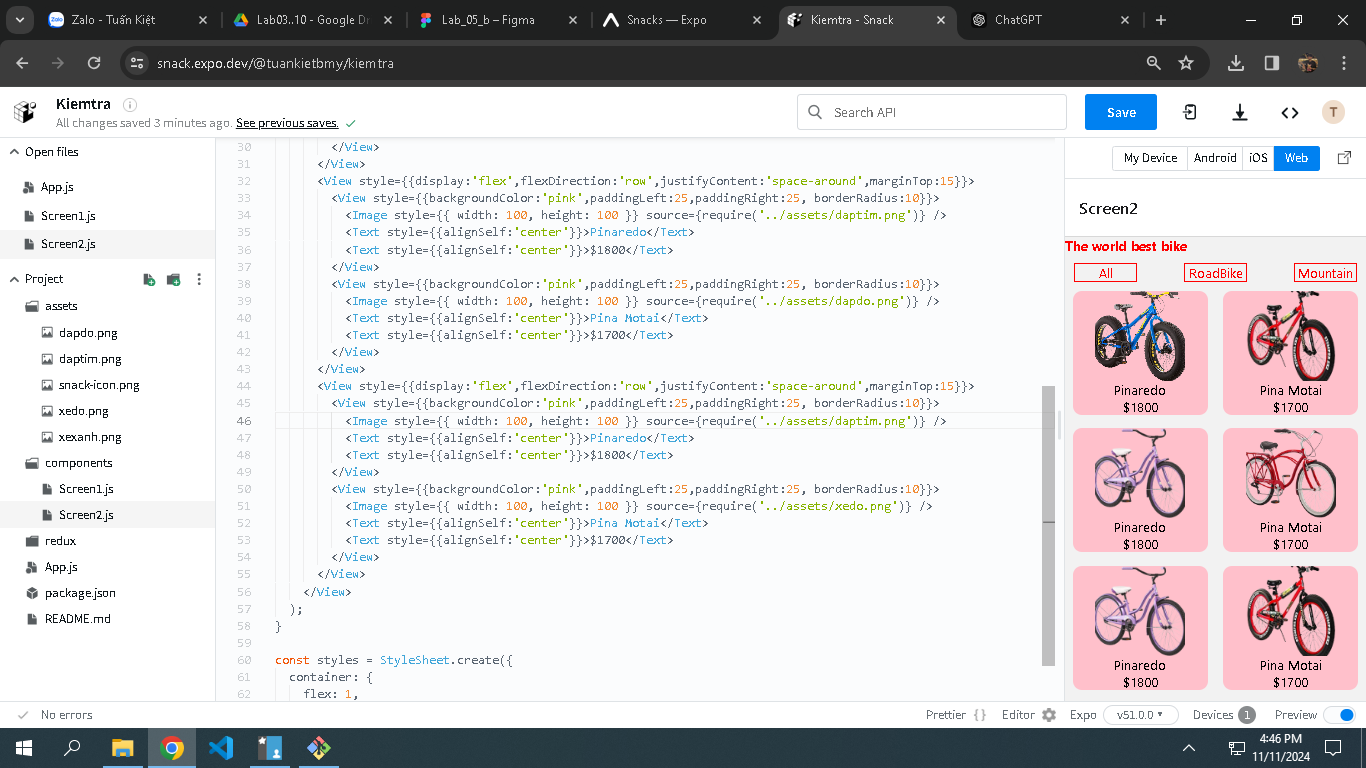 Zalo - Tuấn Kiệt
Lab03..10 - Google Dr
Lab_05_b – Figma
Snacks — Expo
Kiemtra - Snack
ChatGPT
snack.expo.dev/@tuankietbmy/kiemtra
Kiemtra
All changes saved 3 minutes ago. See previous saves.
Search API
Save
T
Open files
App.js
Screen1.js
Screen2.js
Project
assets
dapdo.png
daptim.png
snack-icon.png
xedo.png
xexanh.png
components
Screen1.js
Screen2.js
redux
App.js
package.json
README.md
30 </View>
31 </View>
32 <View style={{display:'flex',flexDirection:'row',justifyContent:'space-around',marginTop:15}}>
33 <View style={{backgroundColor:'pink',paddingLeft:25,paddingRight:25, borderRadius:10}}>
34 <Image style={{ width: 100, height: 100 }} source={require('../assets/daptim.png')} />
35 <Text style={{alignSelf:'center'}}>Pinaredo</Text>
36 <Text style={{alignSelf:'center'}}>$1800</Text>
37 </View>
38 <View style={{backgroundColor:'pink',paddingLeft:25,paddingRight:25, borderRadius:10}}>
39 <Image style={{ width: 100, height: 100 }} source={require('../assets/dapdo.png')} />
40 <Text style={{alignSelf:'center'}}>Pina Motai</Text>
41 <Text style={{alignSelf:'center'}}>$1700</Text>
42 </View>
43 </View>
44 <View style={{display:'flex',flexDirection:'row',justifyContent:'space-around',marginTop:15}}>
45 <View style={{backgroundColor:'pink',paddingLeft:25,paddingRight:25, borderRadius:10}}>
46 <Image style={{ width: 100, height: 100 }} source={require('../assets/daptim.png')} />
47 <Text style={{alignSelf:'center'}}>Pinaredo</Text>
48 <Text style={{alignSelf:'center'}}>$1800</Text>
49 </View>
50 <View style={{backgroundColor:'pink',paddingLeft:25,paddingRight:25, borderRadius:10}}>
51 <Image style={{ width: 100, height: 100 }} source={require('../assets/xedo.png')} />
52 <Text style={{alignSelf:'center'}}>Pina Motai</Text>
53 <Text style={{alignSelf:'center'}}>$1700</Text>
54 </View>
55 </View>
56 </View>
57 );
58 }
59
60 const styles = StyleSheet.create({
61 container: {
62 flex: 1,
My Device Android iOS Web
Screen2
The world best bike
All RoadBike Mountain
Pinaredo Pina Motai
$1800 $1700
Pinaredo Pina Motai
$1800 $1700
Pinaredo Pina Motai
$1800 $1700
No errors
Prettier { } Editor Expo v51.0.0 Devices 1 Preview
4:46 PM
11/11/2024